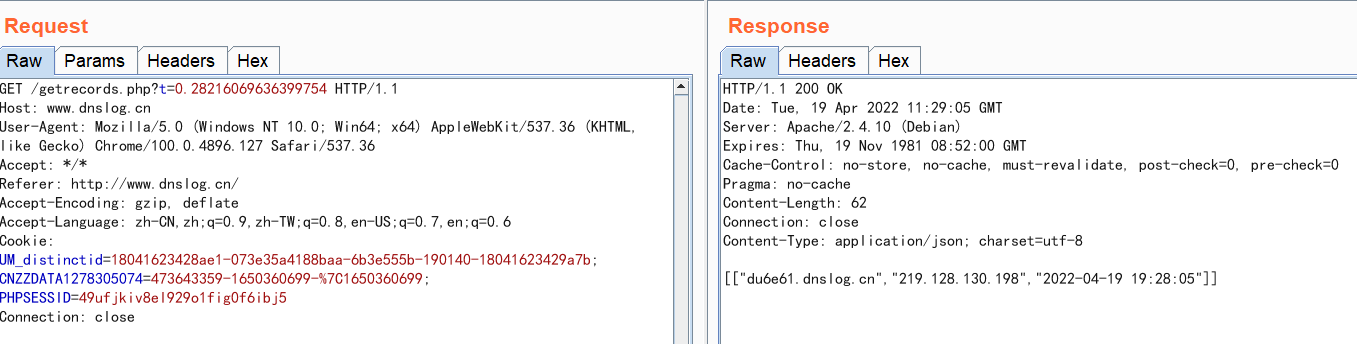 Request
Raw Params Headers Hex
GET /getrecords.php?t=0.28216069636399754 HTTP/1.1
Host: www.dnslog.cn
User-Agent: Mozilla/5.0 (Windows NT 10.0; Win64; x64) AppleWebKit/537.36 (KHTML,
like Gecko) Chrome/100.0.4896.127 Safari/537.36
Accept: */*
Referer: http://www.dnslog.cn/
Accept-Encoding: gzip, deflate
Accept-Language: zh-CN,zh;q=0.9,zh-TW;q=0.8,en-US;q=0.7,en;q=0.6
Cookie:
UM_distinctid=18041623428ae1-073e35a4188baa-6b3e555b-190140-18041623429a7b;
CNZZDATA1278305074=473643359-1650360699-%7C1650360699;
PHPSESSID=49ufjkiv8el929o1fig0f6ibj5
Connection: close
Response
Raw Headers Hex
HTTP/1.1 200 OK
Date: Tue, 19 Apr 2022 11:29:05 GMT
Server: Apache/2.4.10 (Debian)
Expires: Thu, 19 Nov 1981 08:52:00 GMT
Cache-Control: no-store, no-cache, must-revalidate, post-check=0, pre-check=0
Pragma: no-cache
Content-Length: 62
Connection: close
Content-Type: application/json; charset=utf-8
[["du6e61.dnslog.cn","219.128.130.198","2022-04-19 19:28:05"]]